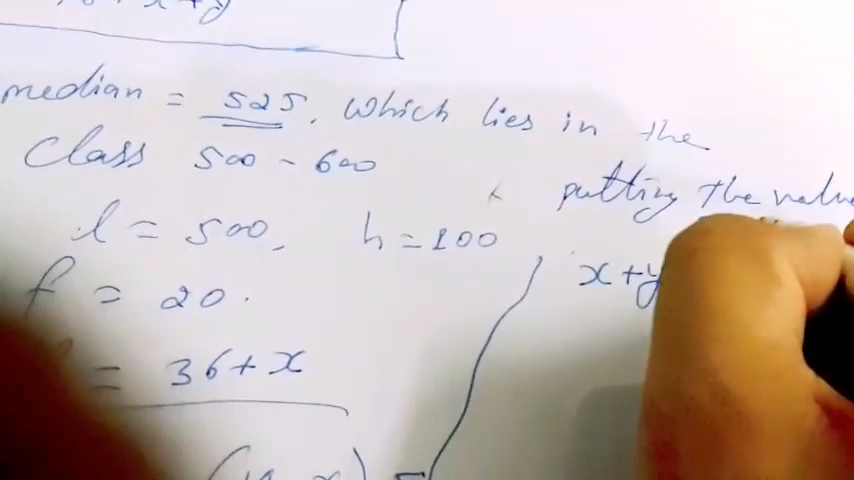 median = 525, which lies in the
class 500 - 600
l = 500, h = 100
f = 20.
= 36 + x
putting the value
x + y